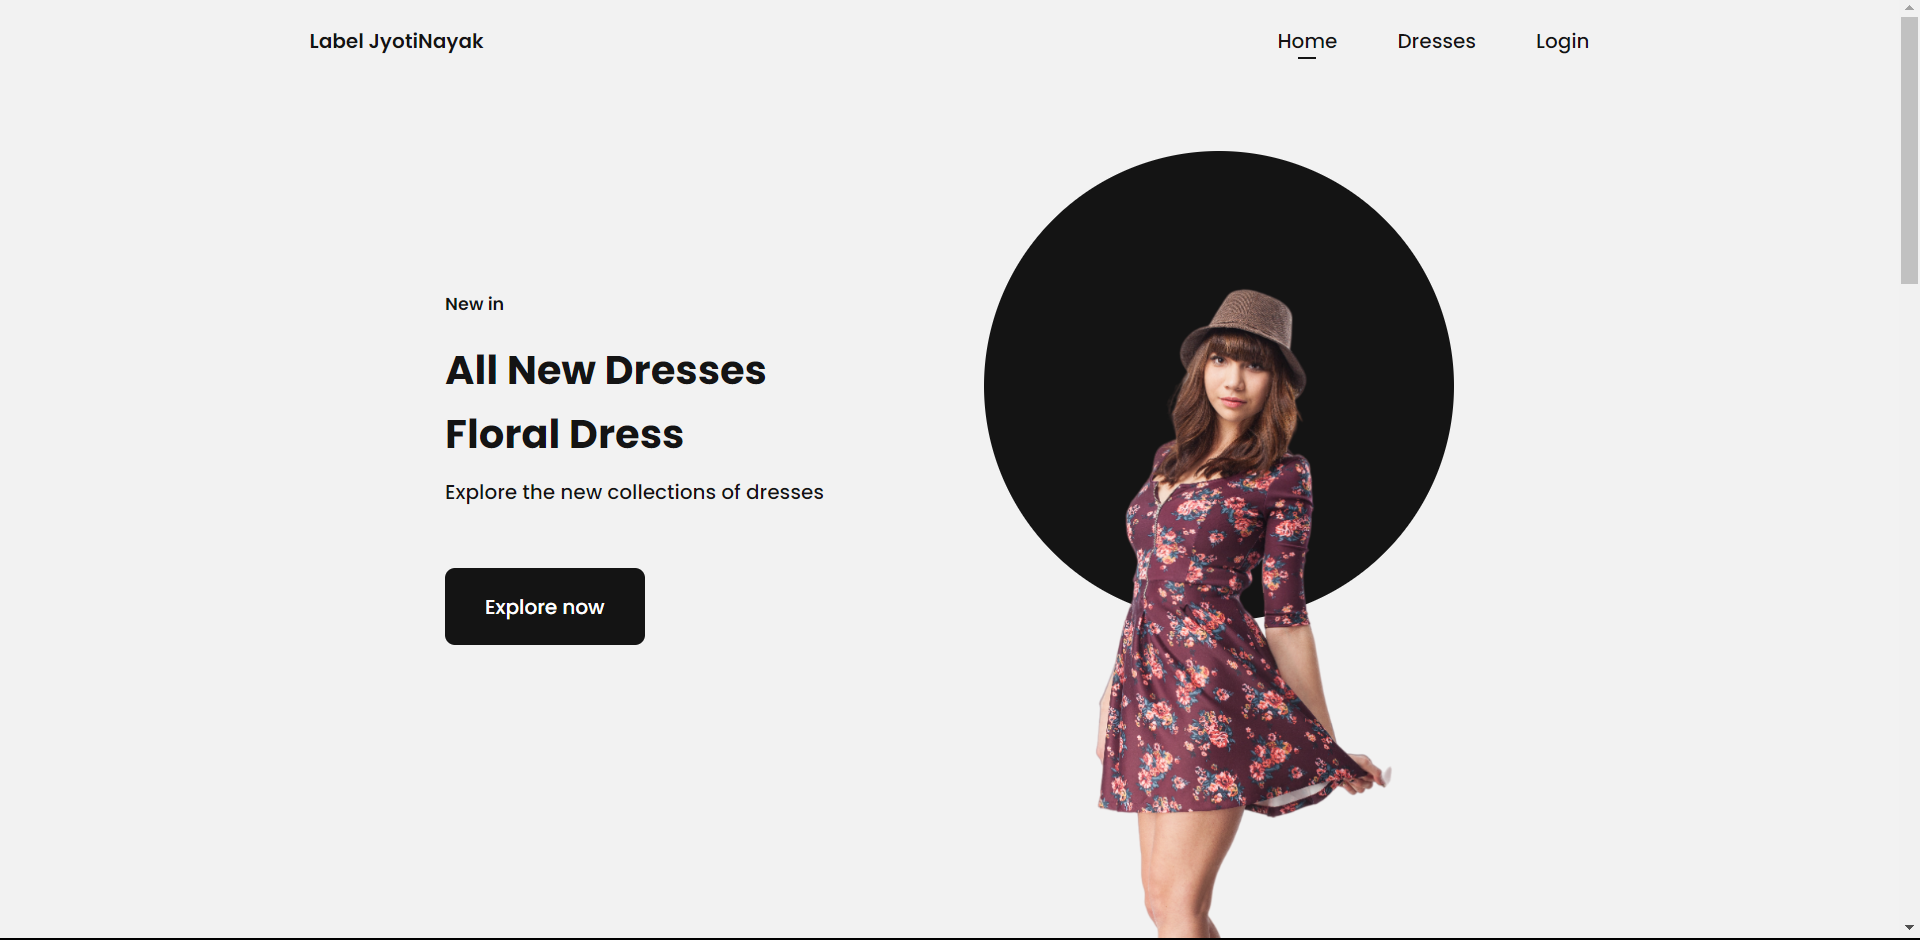 Label JyotiNayak
Home
Dresses
Login
New in
All New Dresses
Floral Dress
Explore the new collections of dresses
Explore now